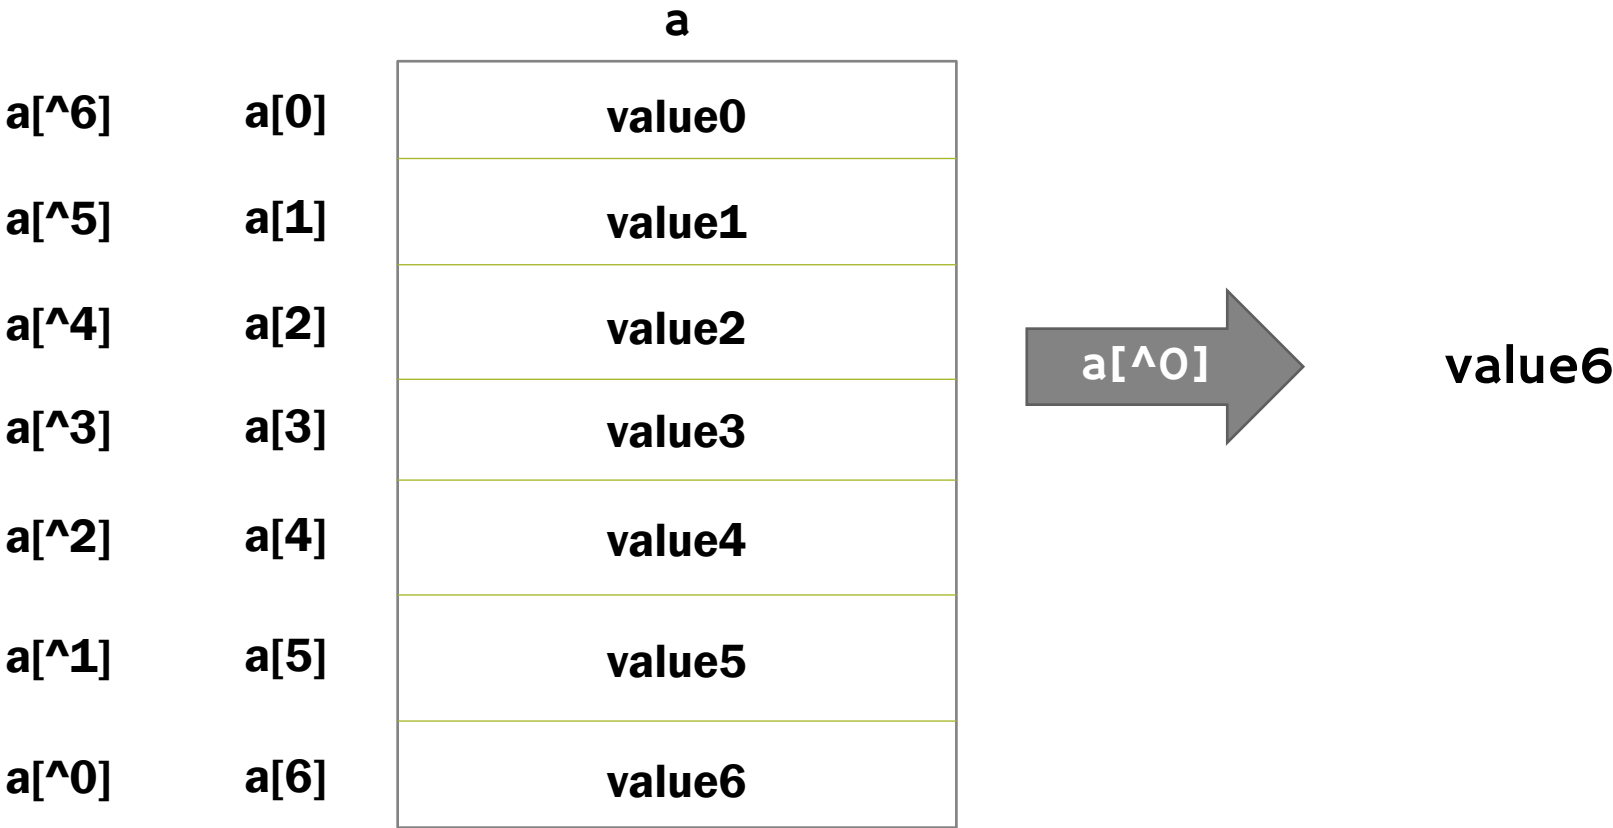 a
a[^6] a[0] value0
a[^5] a[1] value1
a[^4] a[2] value2
a[^0] value6
a[^3] a[3] value3
a[^2] a[4] value4
a[^1] a[5] value5
a[^0] a[6] value6